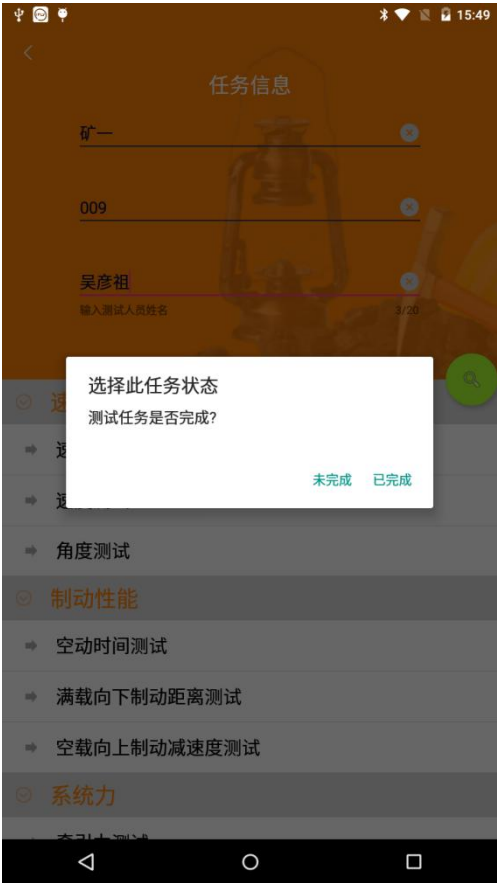 15:49
任务信息
矿一
009
吴彦祖
输入测试人员姓名
3/20
选择此任务状态
测试任务是否完成?
未完成 已完成
角度测试
制动性能
空动时间测试
满载向下制动距离测试
空载向上制动减速度测试
系统力